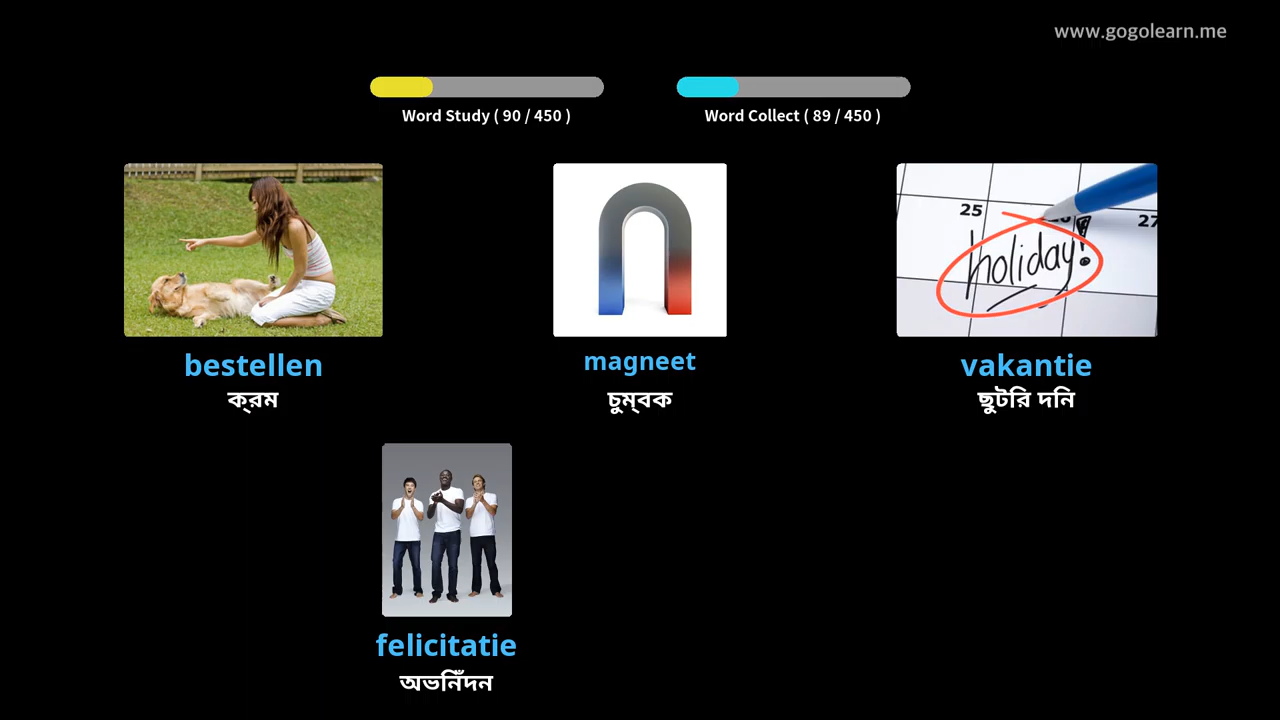 www.gogolearn.me
Word Study ( 90 / 450 )
Word Collect ( 89 / 450 )
25
27
holiday!
bestellen
magneet
vakantie
ক্রম
চুম্বক
ছুটরি দনি
felicitatie
অভনিঁদন